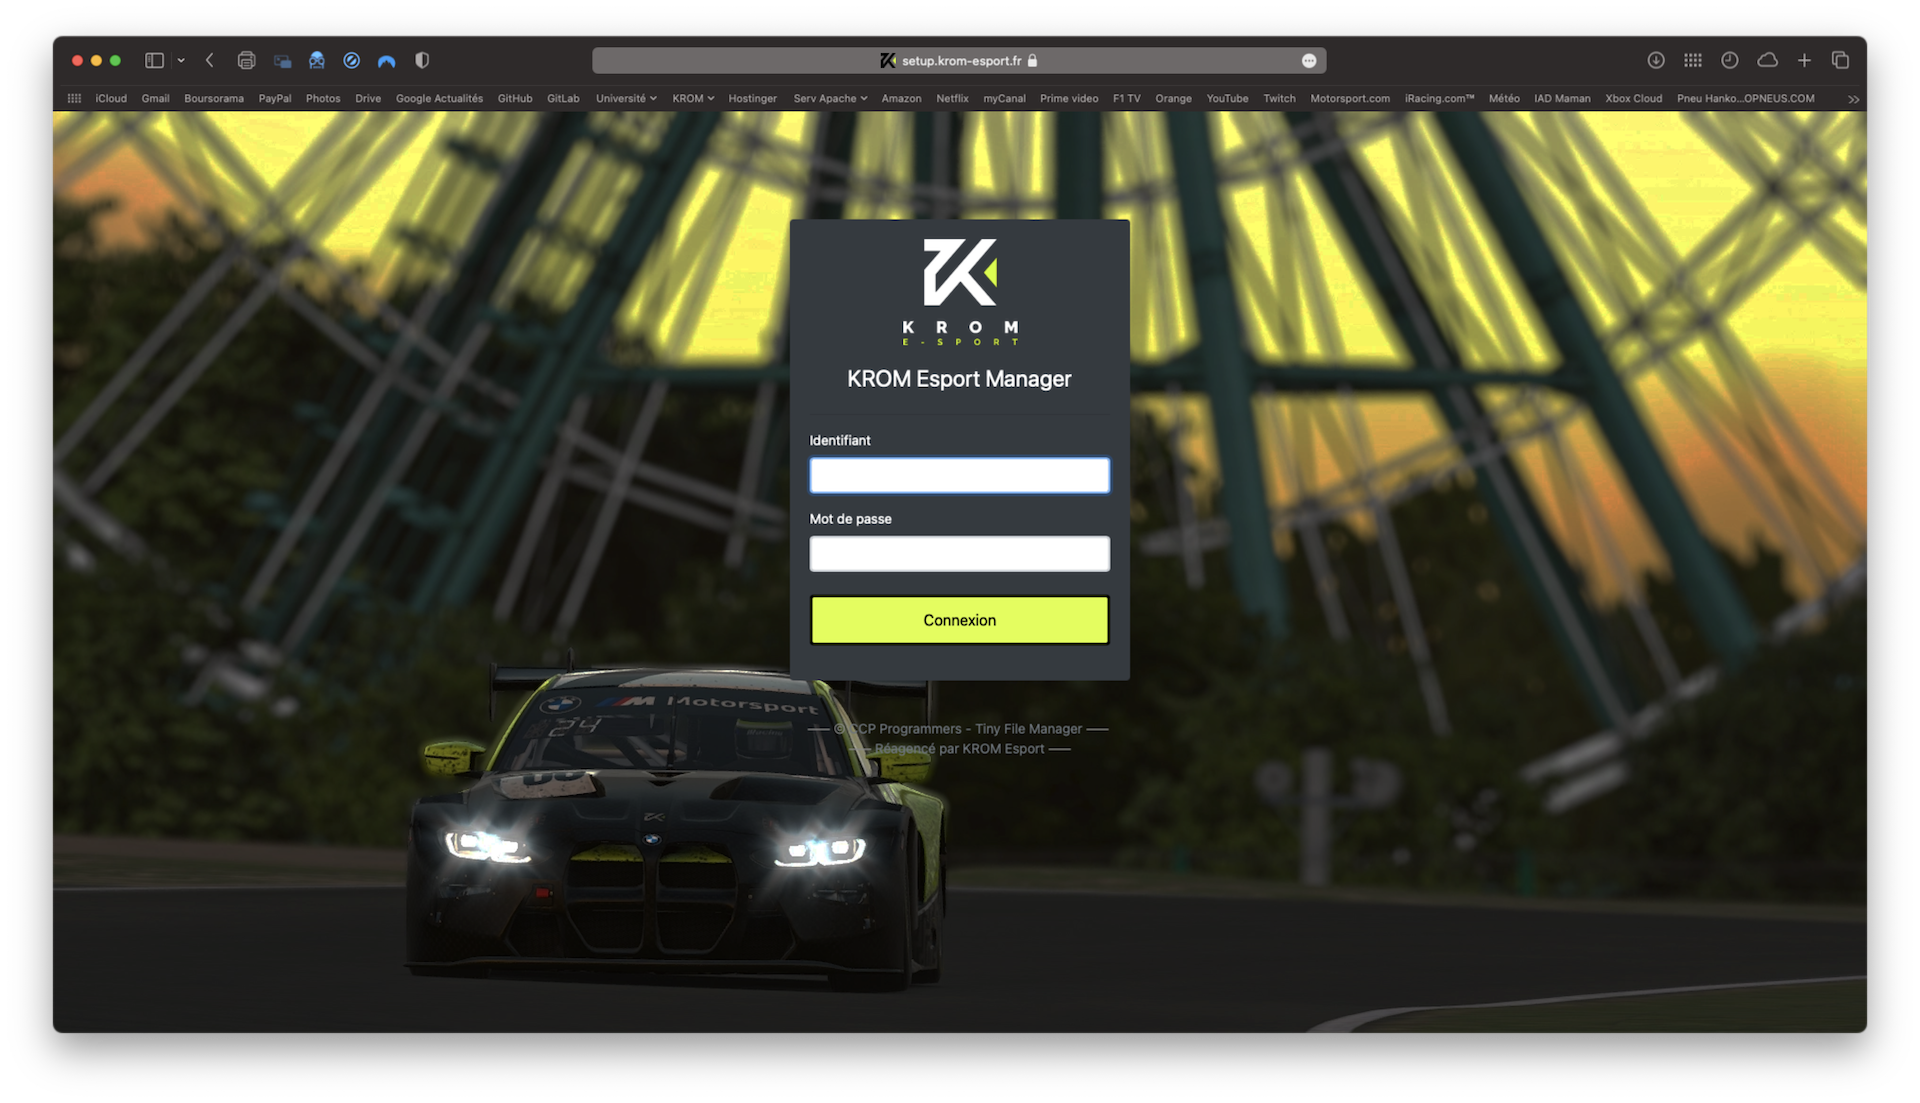 setup.krom-esport.fr
iCloud Gmail Boursorama PayPal Photos Drive Google Actualités GitHub GitLab Université KROM Hostinger Serv Apache Amazon Netflix myCanal Prime video F1 TV Orange YouTube Twitch Motorsport.com iRacing.com™ Météo IAD Maman Xbox Cloud Pneu Hanko...OPNEUS.COM
KROM
E-SPORT
KROM Esport Manager
Identifiant
Mot de passe
Connexion
M Motorsport
— © CCP Programmers - Tiny File Manager —
— Réagencé par KROM Esport —